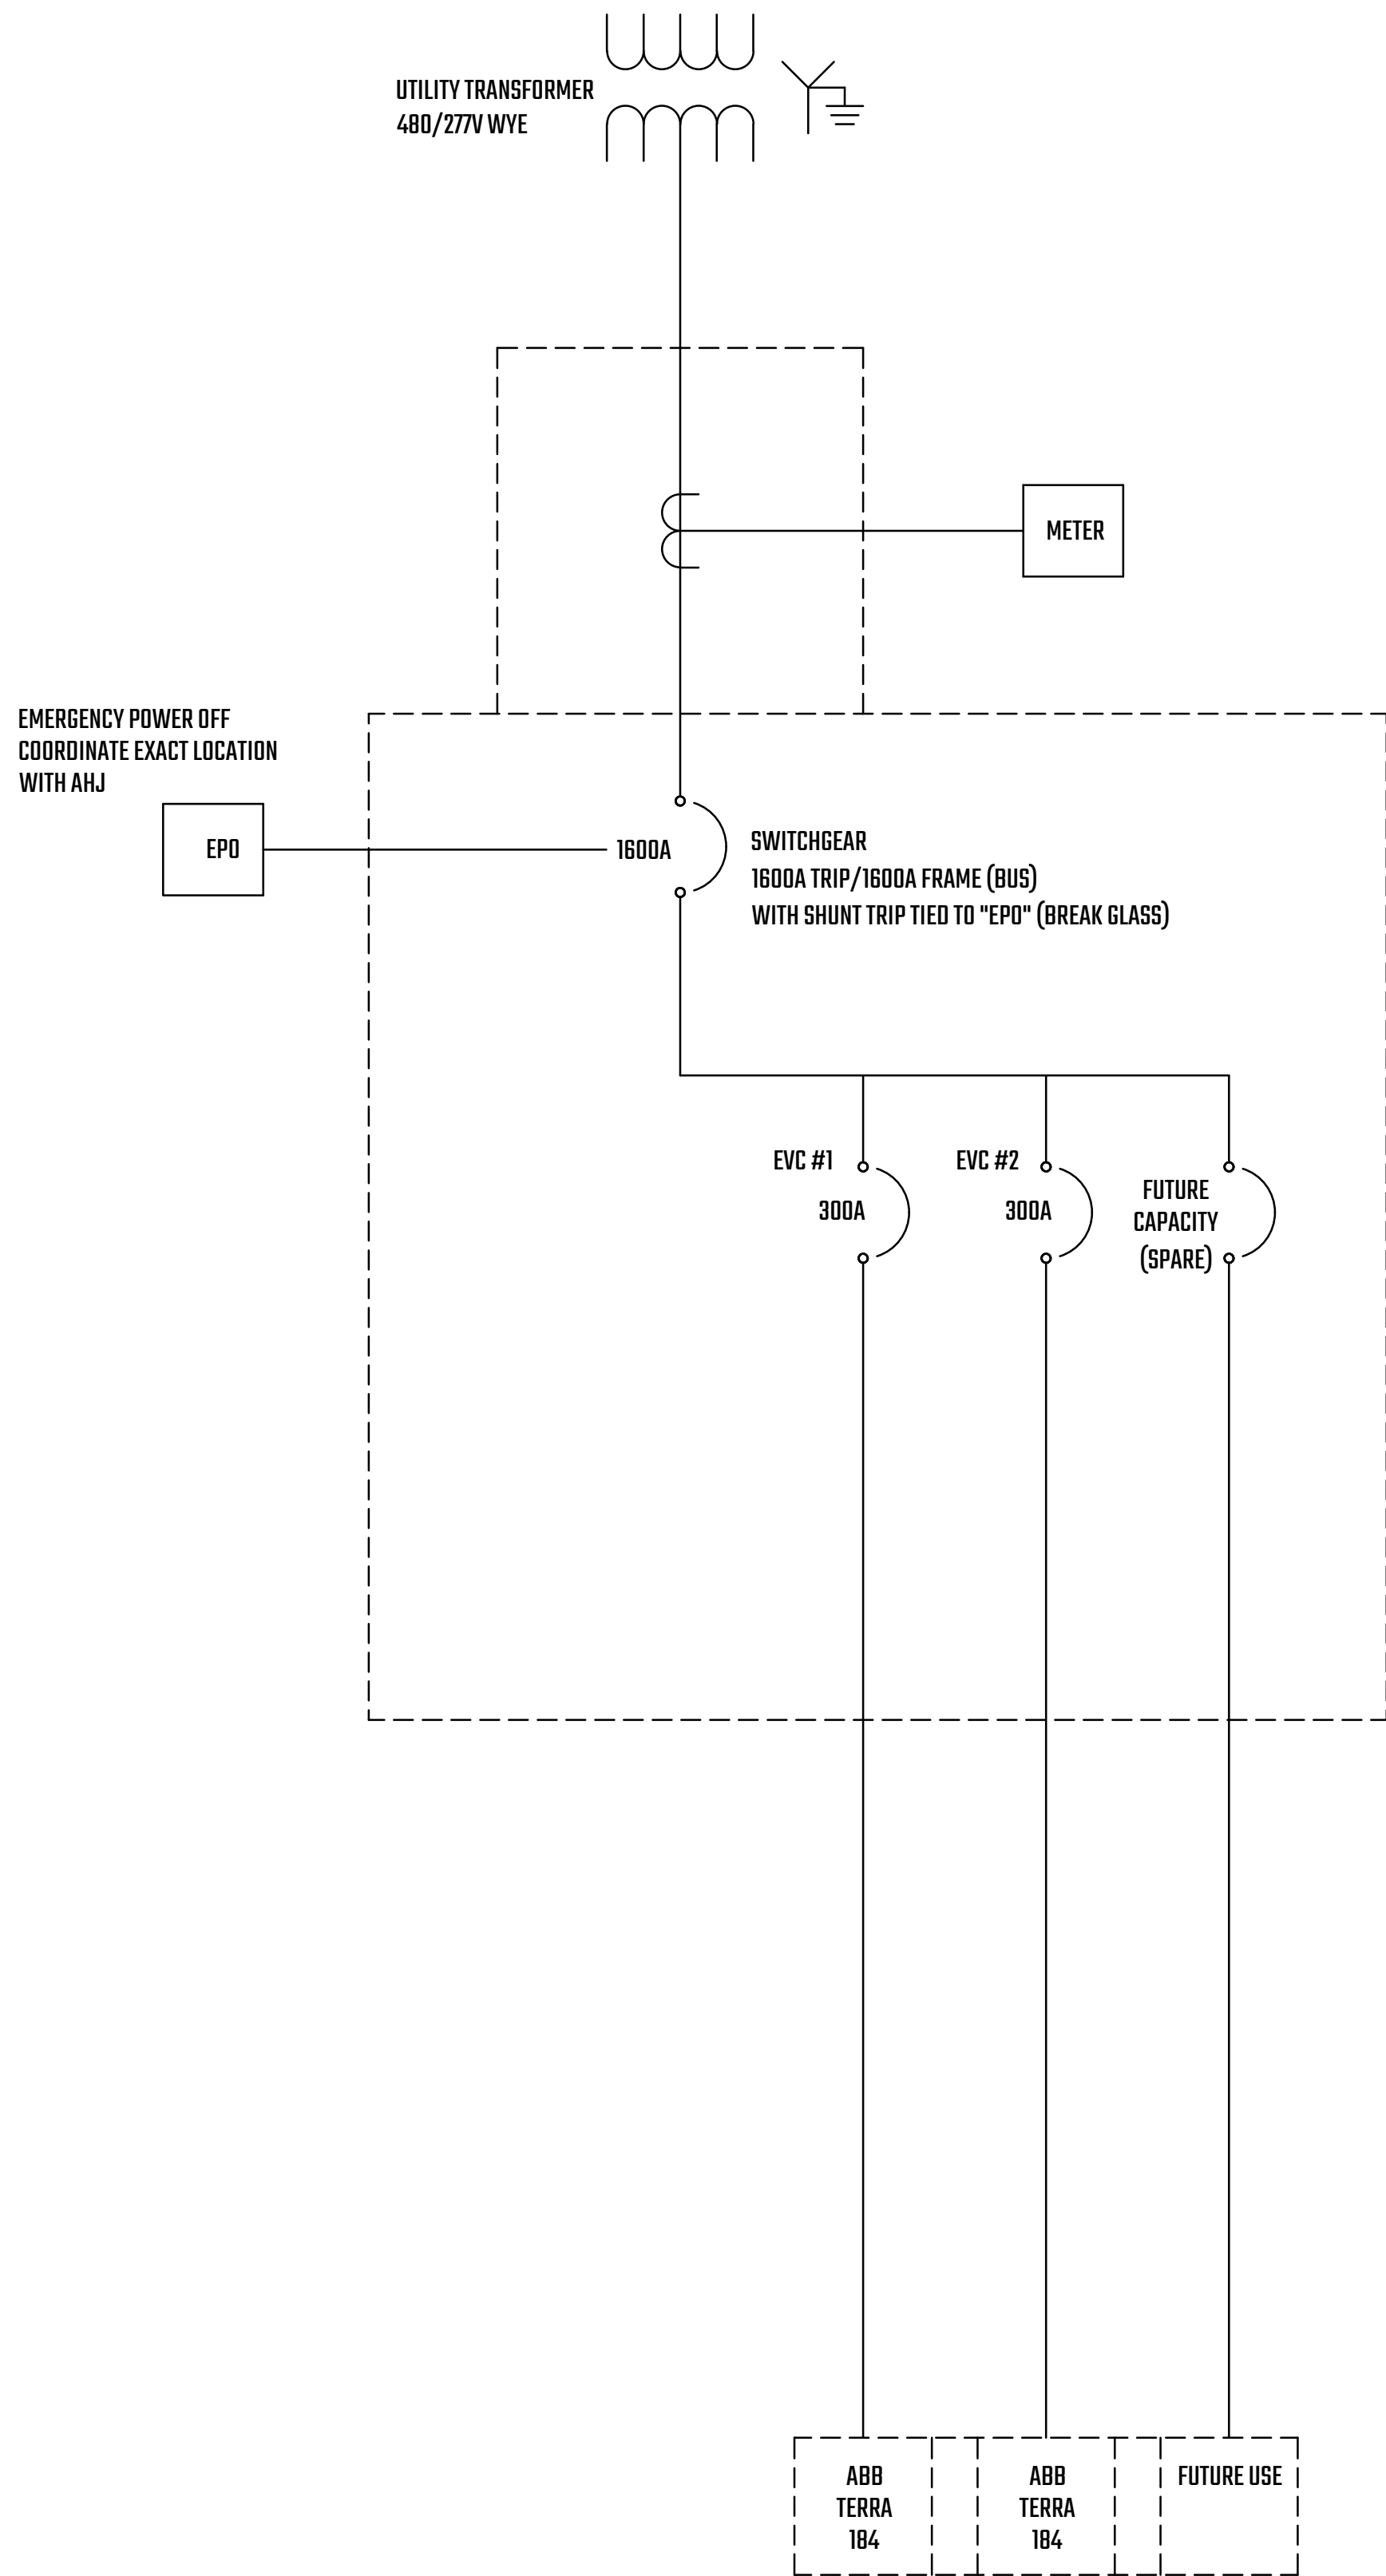 UTILITY TRANSFORMER
480/277V WYE
METER
EMERGENCY POWER OFF
COORDINATE EXACT LOCATION
WITH AHJ
EPO
1600A
SWITCHGEAR
1600A TRIP/1600A FRAME (BUS)
WITH SHUNT TRIP TIED TO "EPO" (BREAK GLASS)
EVC #1
300A
EVC #2
300A
FUTURE
CAPACITY
(SPARE)
ABB
TERRA
184
ABB
TERRA
184
FUTURE USE